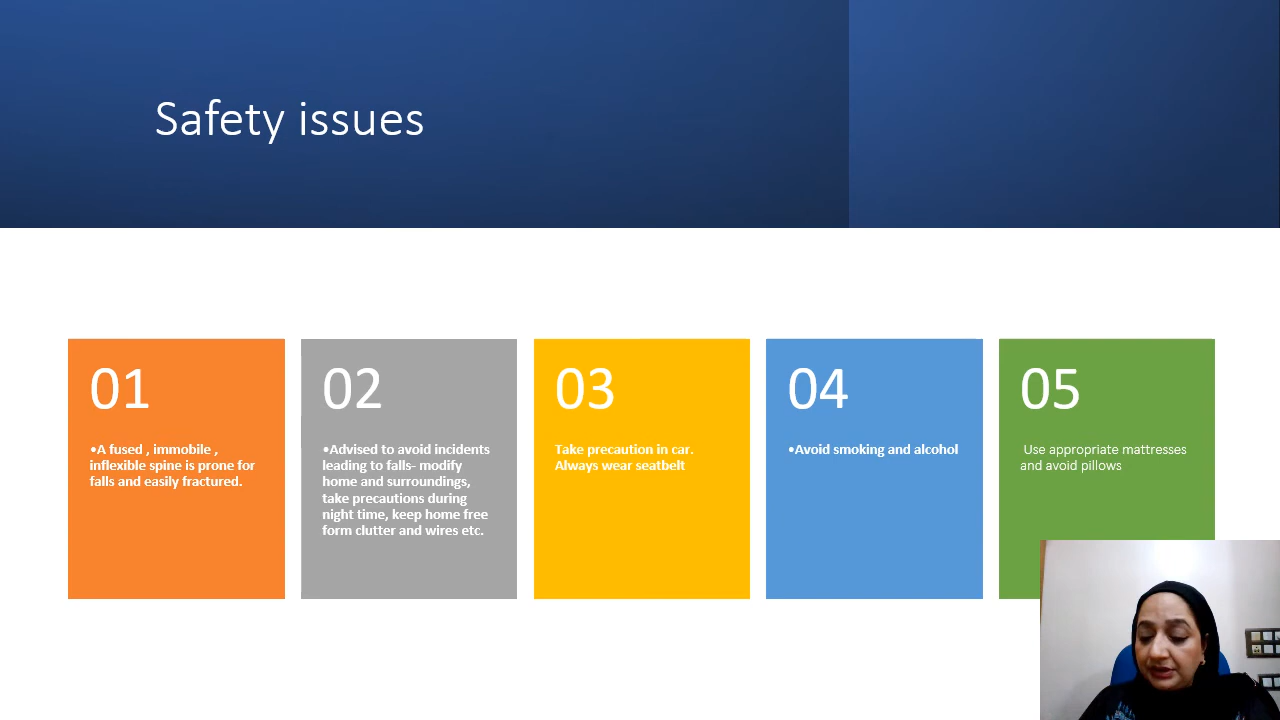 Safety issues
01
•A fused , immobile ,
inflexible spine is prone for
falls and easily fractured.
02
•Advised to avoid incidents
leading to falls- modify
home and surroundings,
take precautions during
night time, keep home free
form clutter and wires etc.
03
Take precaution in car.
Always wear seatbelt
04
•Avoid smoking and alcohol
05
Use appropriate mattresses
and avoid pillows